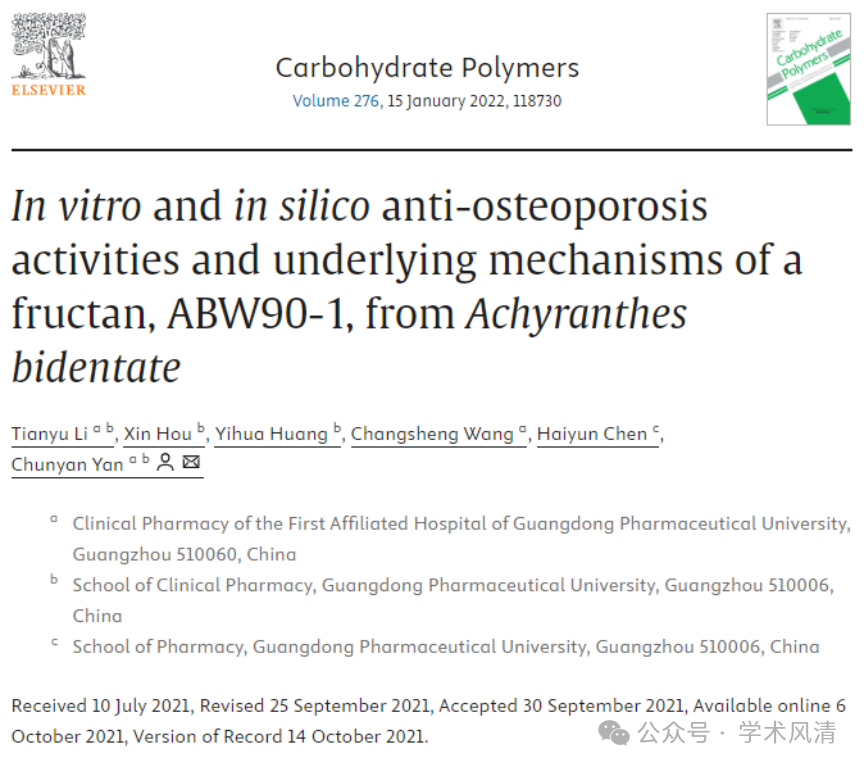 ELSEVIER
Carbohydrate Polymers
Volume 276, 15 January 2022, 118730
Carbohydrate
Polymers
In vitro and in silico anti-osteoporosis
activities and underlying mechanisms of a
fructan, ABW90-1, from Achyranthes
bidentate
Tianyu Li a b, Xin Hou b, Yihua Huang b, Changsheng Wang a, Haiyun Chen c,
Chunyan Yan a b
a Clinical Pharmacy of the First Affiliated Hospital of Guangdong Pharmaceutical University,
Guangzhou 510060, China
b School of Clinical Pharmacy, Guangdong Pharmaceutical University, Guangzhou 510006,
China
c School of Pharmacy, Guangdong Pharmaceutical University, Guangzhou 510006, China
Received 10 July 2021, Revised 25 September 2021, Accepted 30 September 2021, Available online 6
October 2021, Version of Record 14 October 2021.
公众号 · 学术风清